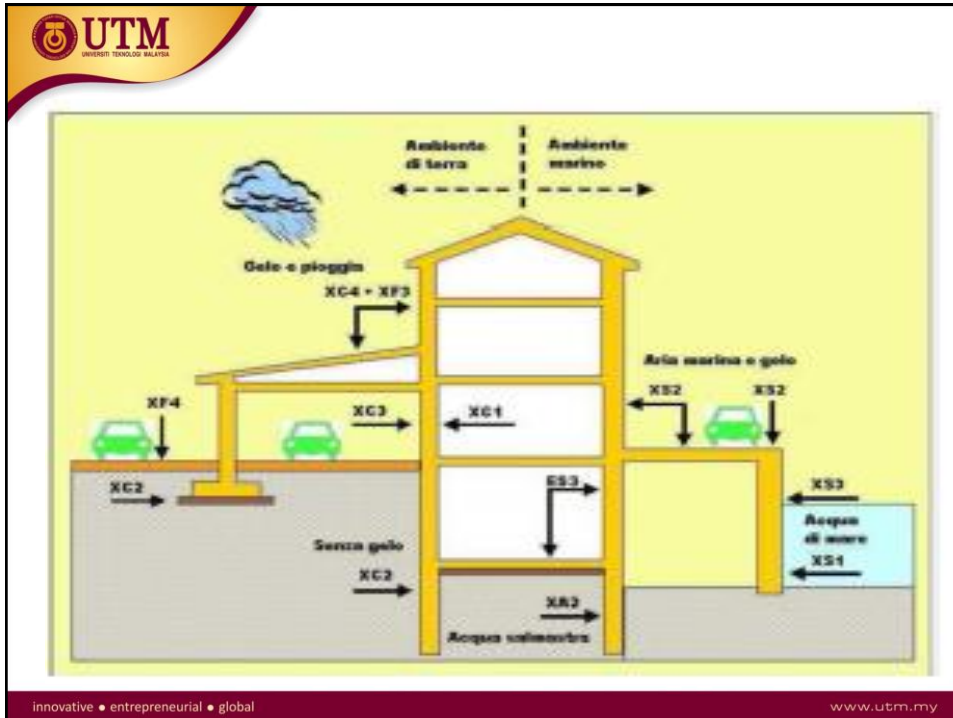 UTM
UNIVERSITI TEKNOLOGI MALAYSIA
Ambiente
di terra
Ambiente
marino
Gelo e pioggia
XC4 + XF3
Aria marina e gelo
XS2
XS2
XF4
XC3
XC1
XC2
ES3
XS3
Acqua
di mare
XS1
Senza gelo
XC2
XA2
Acqua salmastra
innovative ● entrepreneurial ● global
www.utm.my